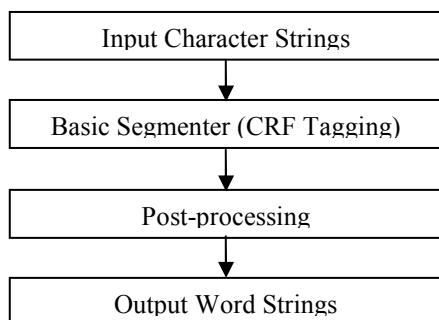 Input Character Strings
Basic Segmenter (CRF Tagging)
Post-processing
Output Word Strings